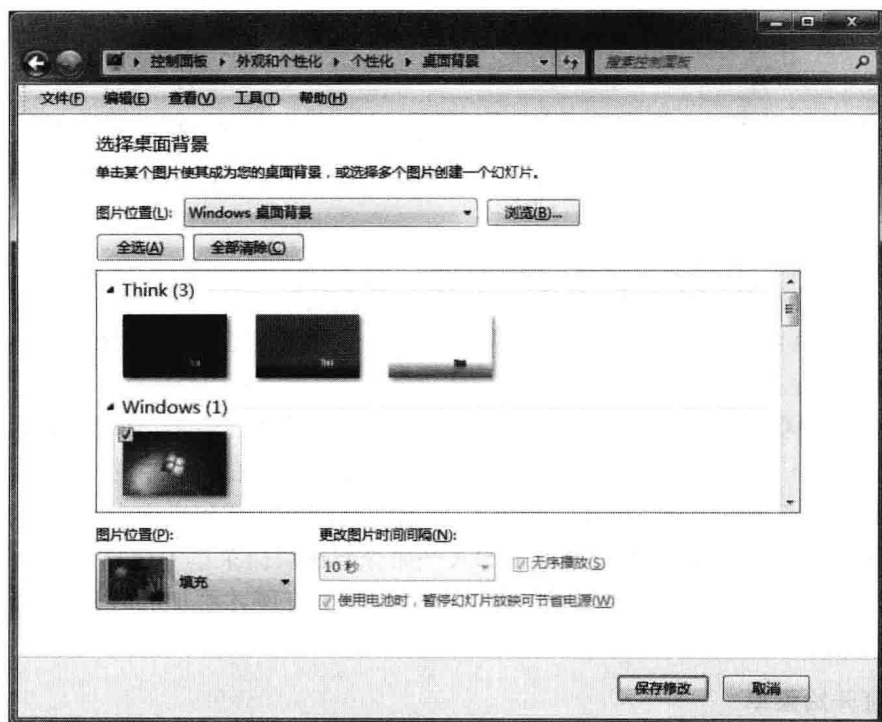 控制面板 ▸ 外观和个性化 ▸ 个性化 ▸ 桌面背景
搜索控制面板
文件(F) 编辑(E) 查看(V) 工具(T) 帮助(H)
选择桌面背景
单击某个图片使其成为您的桌面背景，或选择多个图片创建一个幻灯片。
图片位置(L): Windows 桌面背景 浏览(B)...
全选(A) 全部清除(C)
Think (3)
Windows (1)
图片位置(P): 更改图片时间间隔(N):
填充 10 秒 无序播放(S)
使用电池时，暂停幻灯片放映可节省电源(W)
保存修改 取消